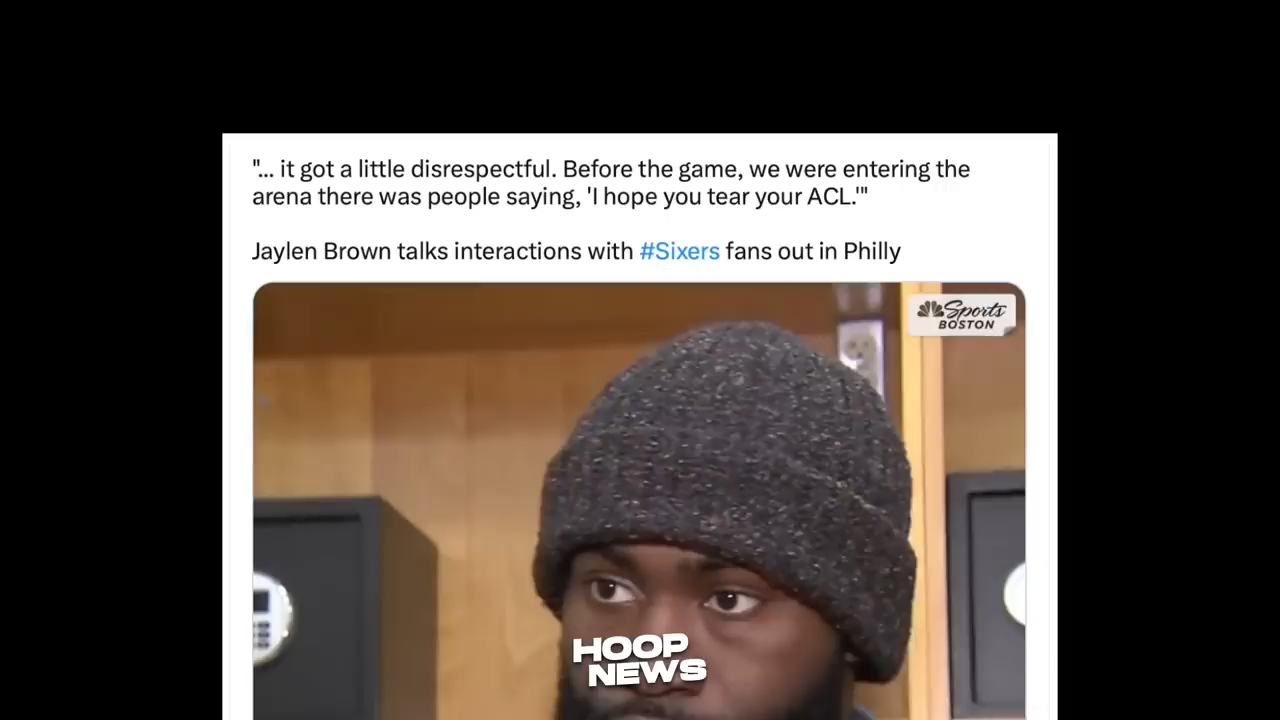 "... it got a little disrespectful. Before the game, we were entering the
arena there was people saying, 'I hope you tear your ACL.'"
Jaylen Brown talks interactions with #Sixers fans out in Philly
Sports
BOSTON
HOOP
NEWS